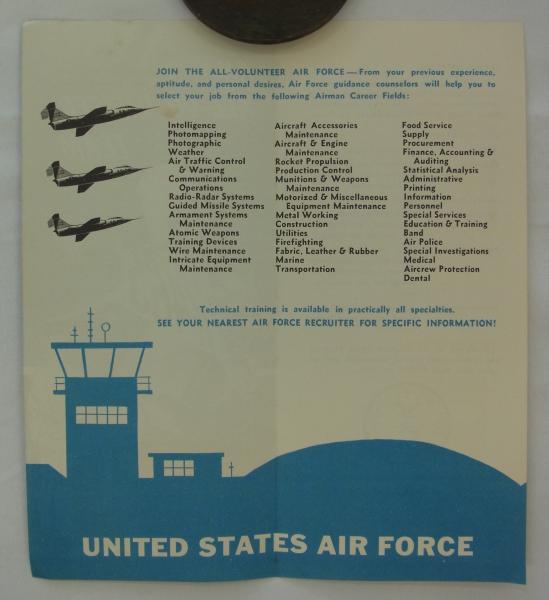 JOIN THE ALL-VOLUNTEER AIR FORCE — From your previous experience,
aptitude, and personal desires, Air Force guidance counselors will help you to
select your job from the following Airman Career Fields:
Intelligence
Photomapping
Photographic
Weather
Air Traffic Control
& Warning
Communications
Operations
Radio-Radar Systems
Guided Missile Systems
Armament Systems
Maintenance
Atomic Weapons
Training Devices
Wire Maintenance
Intricate Equipment
Maintenance
Aircraft Accessories
Maintenance
Aircraft & Engine
Maintenance
Rocket Propulsion
Production Control
Munitions & Weapons
Maintenance
Motorized & Miscellaneous
Equipment Maintenance
Metal Working
Construction
Utilities
Firefighting
Fabric, Leather & Rubber
Marine
Transportation
Food Service
Supply
Procurement
Finance, Accounting &
Auditing
Statistical Analysis
Administrative
Printing
Information
Personnel
Special Services
Education & Training
Band
Air Police
Special Investigations
Medical
Aircrew Protection
Dental
Technical training is available in practically all specialties.
SEE YOUR NEAREST AIR FORCE RECRUITER FOR SPECIFIC INFORMATION!
UNITED STATES AIR FORCE